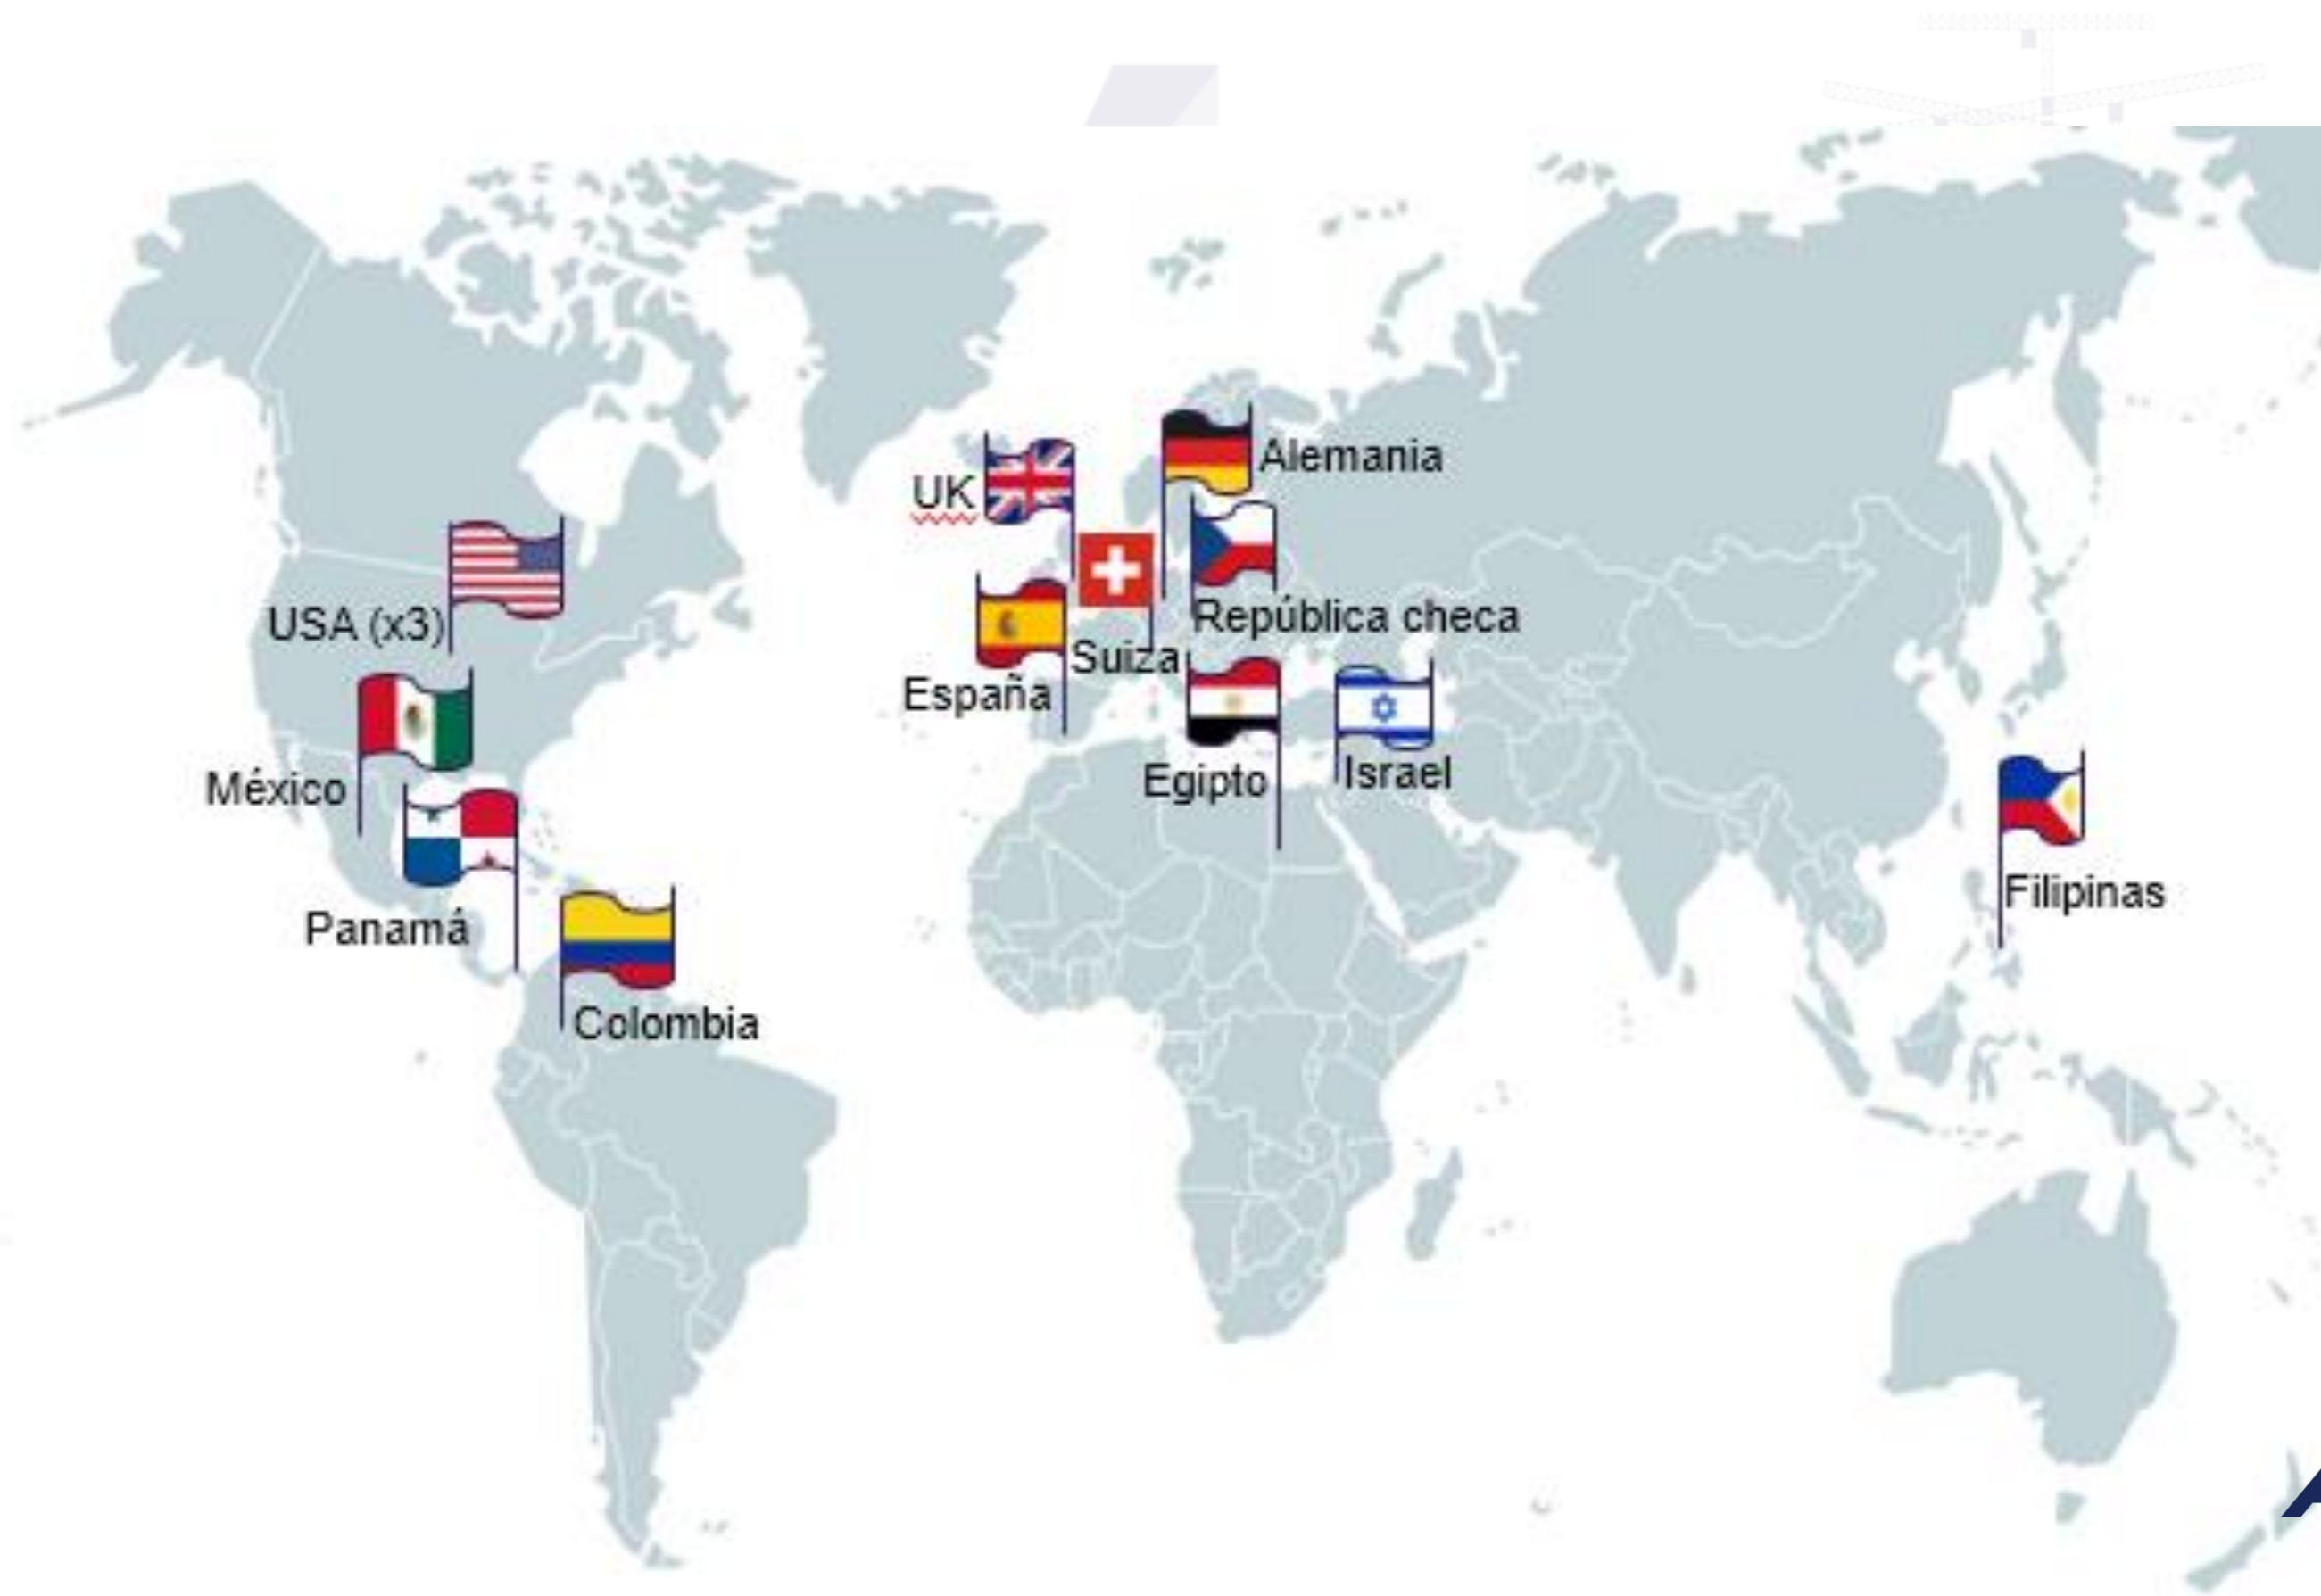 Alemania
UK
República checa
USA (x3)
Suiza
España
Israel
Egipto
México
Filipinas
Panamá
Colombia